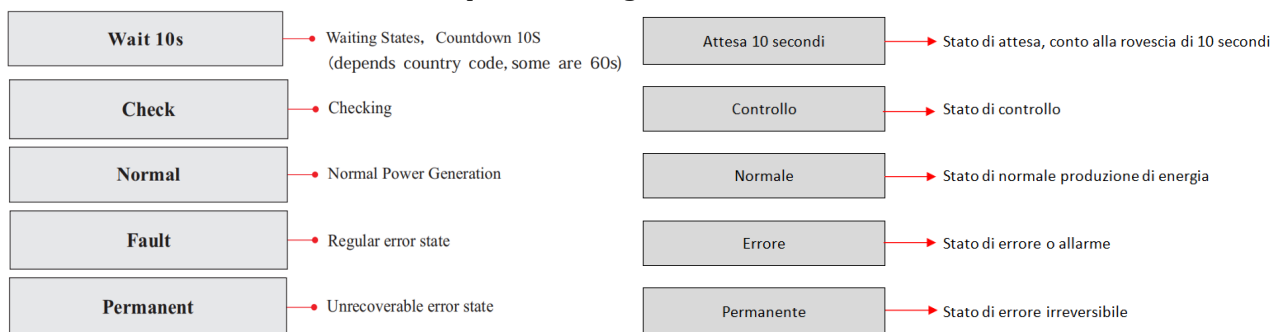 Wait 10s
Waiting States, Countdown 10S
(depends country code, some are 60s)
Check
Checking
Normal
Normal Power Generation
Fault
Regular error state
Permanent
Unrecoverable error state
Attesa 10 secondi
Stato di attesa, conto alla rovescia di 10 secondi
Controllo
Stato di controllo
Normale
Stato di normale produzione di energia
Errore
Stato di errore o allarme
Permanente
Stato di errore irreversibile